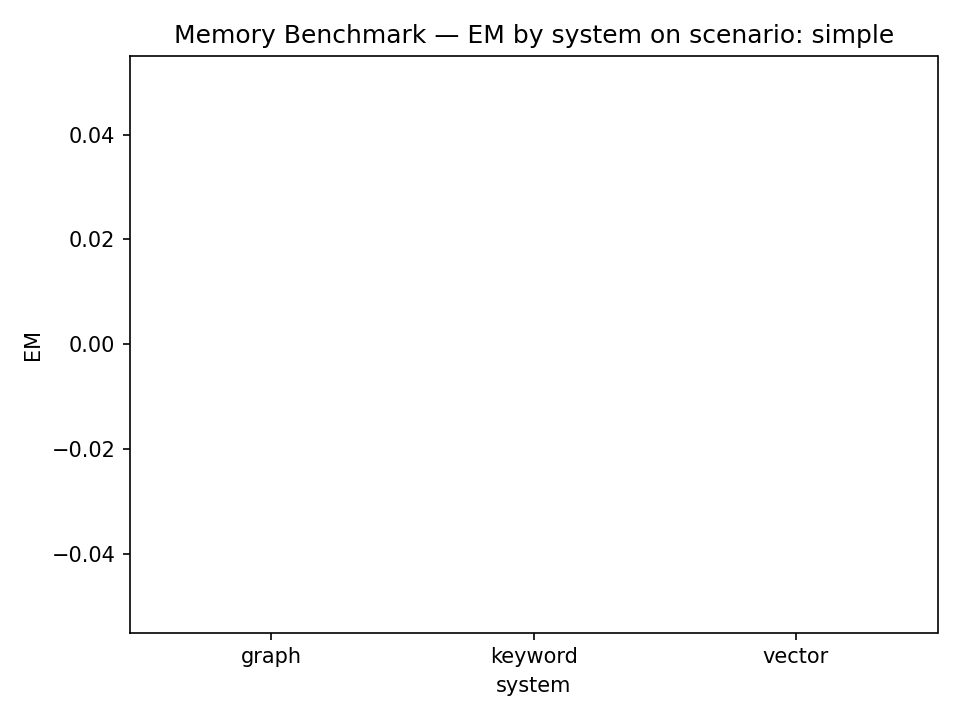 Memory Benchmark — EM by system on scenario: simple
0.04
0.02
0.00
−0.02
−0.04
EM
graph keyword vector
system